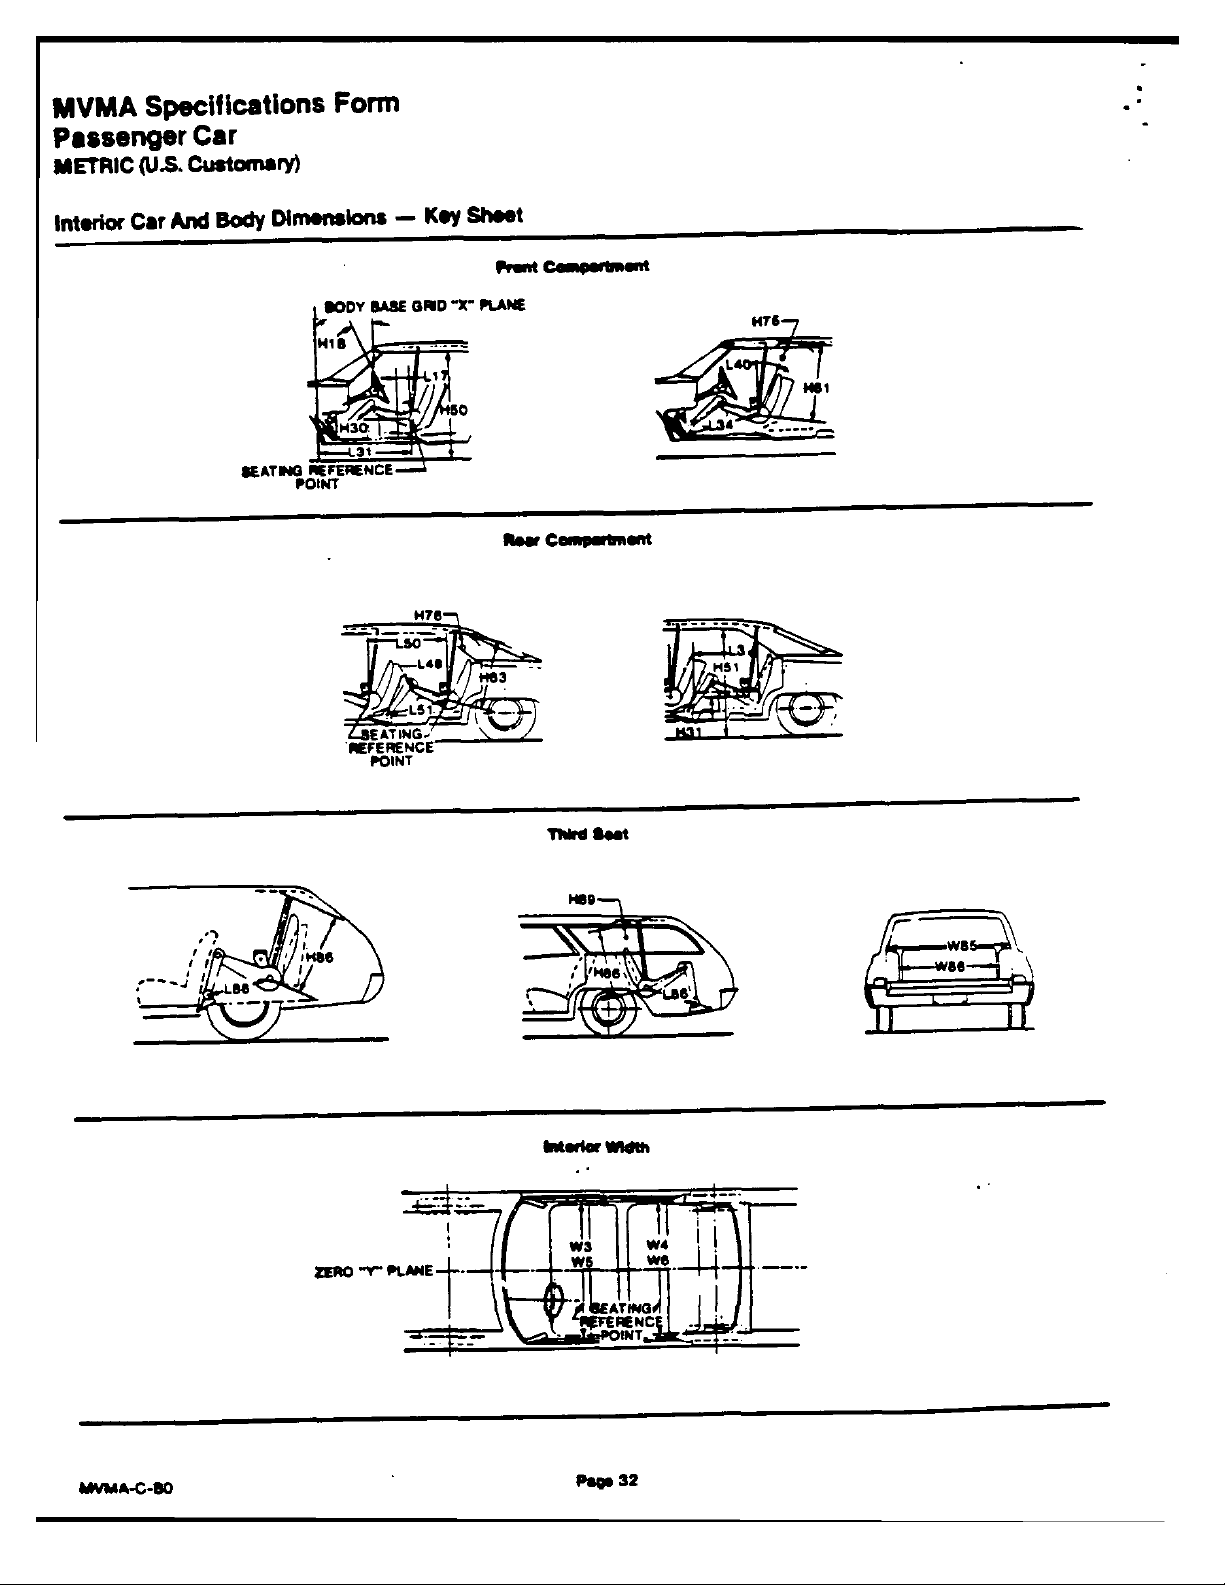 MVMA Specifications Form
Passenger Car
METRIC (U.S. Customary)
Interior Car And Body Dimensions — Key Sheet
Front Compartment
BODY BASE GRID "X" PLANE
H18
L17
H50
H30
L31
SEATING REFERENCE
POINT
H75
L40
H61
L34
Rear Compartment
H76
L50
L48
H63
L51
SEATING
REFERENCE
POINT
L3
H51
H31
Third Seat
H86
L86
H89
H86
L86
W85
W86
Interior Width
W3
W4
W5
W6
ZERO "Y" PLANE
SEATING
REFERENCE
POINT
MVMA-C-80
Page 32